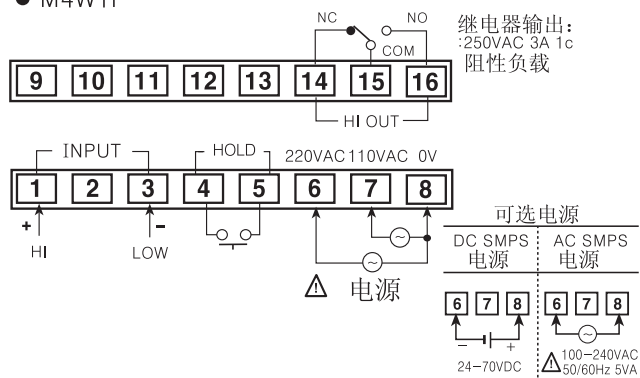 ● M4W1P
NC NO
COM
继电器输出:
:250VAC 3A 1c
阻性负载
9 10 11 12 13 14 15 16
HI OUT
INPUT HOLD 220VAC 110VAC 0V
1 2 3 4 5 6 7 8
+ -
HI LOW
电源
可选电源
DC SMPS AC SMPS
电源 电源
6 7 8 6 7 8
- +
24-70VDC
100-240VAC
50/60Hz 5VA